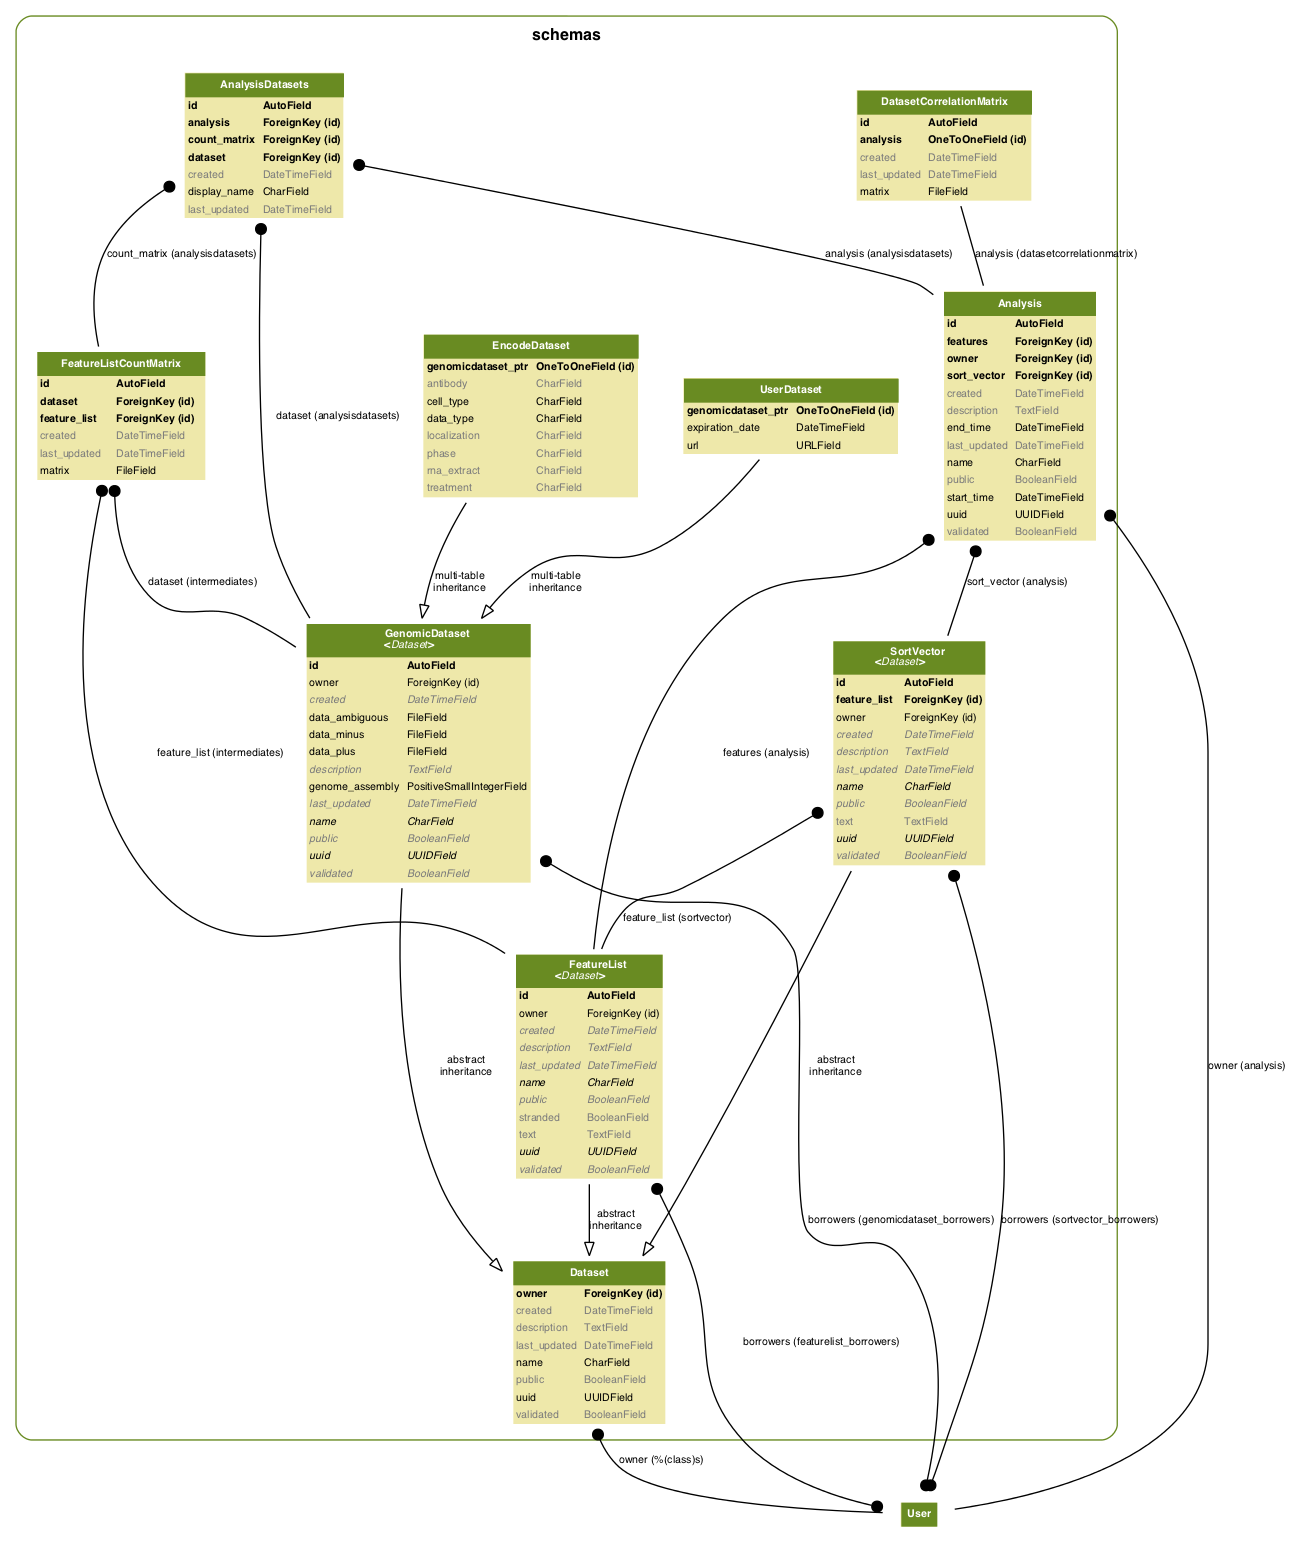 schemas
AnalysisDatasets
id AutoField
analysis ForeignKey (id)
count_matrix ForeignKey (id)
dataset ForeignKey (id)
created DateTimeField
display_name CharField
last_updated DateTimeField
DatasetCorrelationMatrix
id AutoField
analysis OneToOneField (id)
created DateTimeField
last_updated DateTimeField
matrix FileField
count_matrix (analysisdatasets)
analysis (analysisdatasets)
analysis (datasetcorrelationmatrix)
Analysis
id AutoField
features ForeignKey (id)
owner ForeignKey (id)
sort_vector ForeignKey (id)
created DateTimeField
description TextField
end_time DateTimeField
last_updated DateTimeField
name CharField
public BooleanField
start_time DateTimeField
uuid UUIDField
validated BooleanField
FeatureListCountMatrix
id AutoField
dataset ForeignKey (id)
feature_list ForeignKey (id)
created DateTimeField
last_updated DateTimeField
matrix FileField
dataset (analysisdatasets)
EncodeDataset
genomicdataset_ptr OneToOneField (id)
antibody CharField
cell_type CharField
data_type CharField
localization CharField
phase CharField
rna_extract CharField
treatment CharField
UserDataset
genomicdataset_ptr OneToOneField (id)
expiration_date DateTimeField
url URLField
dataset (intermediates)
multi-table
inheritance
multi-table
inheritance
sort_vector (analysis)
GenomicDataset
<Dataset>
id AutoField
owner ForeignKey (id)
created DateTimeField
data_ambiguous FileField
data_minus FileField
data_plus FileField
description TextField
genome_assembly PositiveSmallIntegerField
last_updated DateTimeField
name CharField
public BooleanField
uuid UUIDField
validated BooleanField
SortVector
<Dataset>
id AutoField
feature_list ForeignKey (id)
owner ForeignKey (id)
created DateTimeField
description TextField
last_updated DateTimeField
name CharField
public BooleanField
text TextField
uuid UUIDField
validated BooleanField
feature_list (intermediates)
features (analysis)
feature_list (sortvector)
FeatureList
<Dataset>
id AutoField
owner ForeignKey (id)
created DateTimeField
description TextField
last_updated DateTimeField
name CharField
public BooleanField
stranded BooleanField
text TextField
uuid UUIDField
validated BooleanField
abstract
inheritance
abstract
inheritance
owner (analysis)
abstract
inheritance
borrowers (genomicdataset_borrowers)
borrowers (sortvector_borrowers)
Dataset
owner ForeignKey (id)
created DateTimeField
description TextField
last_updated DateTimeField
name CharField
public BooleanField
uuid UUIDField
validated BooleanField
borrowers (featurelist_borrowers)
owner (%(class)s)
User